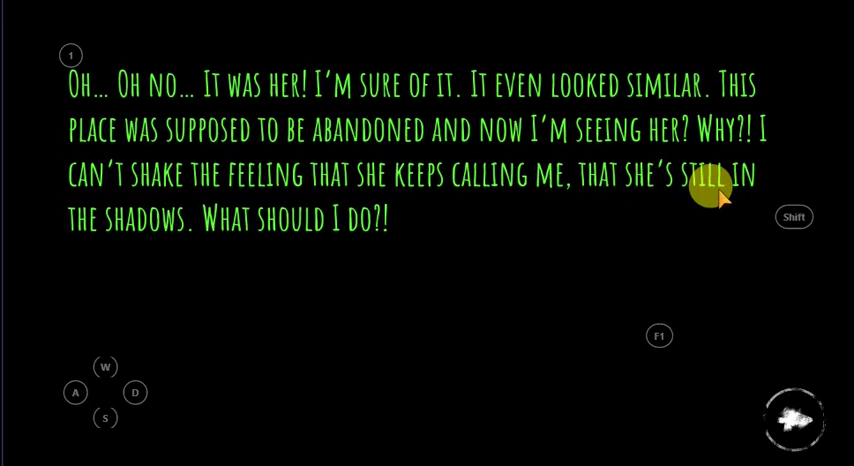 1
Oh... Oh no... It was her! I'm sure of it. It even looked similar. This
place was supposed to be abandoned and now I'm seeing her? Why?! I
can't shake the feeling that she keeps calling me, that she's still in
the shadows. What should I do?!
Shift
F1
W
A D
S